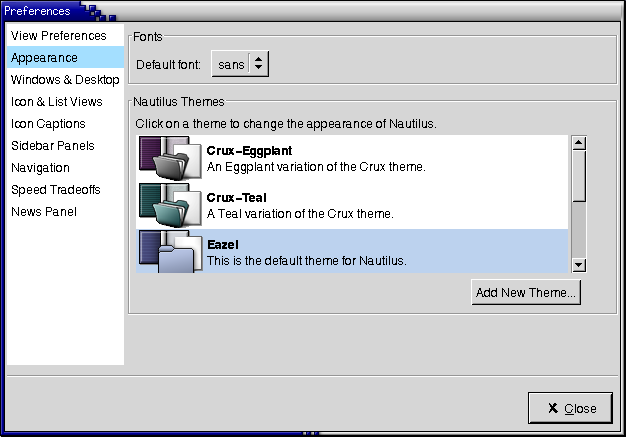 Preferences
View Preferences
Appearance
Windows & Desktop
Icon & List Views
Icon Captions
Sidebar Panels
Navigation
Speed Tradeoffs
News Panel
Fonts
Default font: sans
Nautilus Themes
Click on a theme to change the appearance of Nautilus.
Crux-Eggplant
An Eggplant variation of the Crux theme.
Crux-Teal
A Teal variation of the Crux theme.
Eazel
This is the default theme for Nautilus.
Add New Theme...
Close